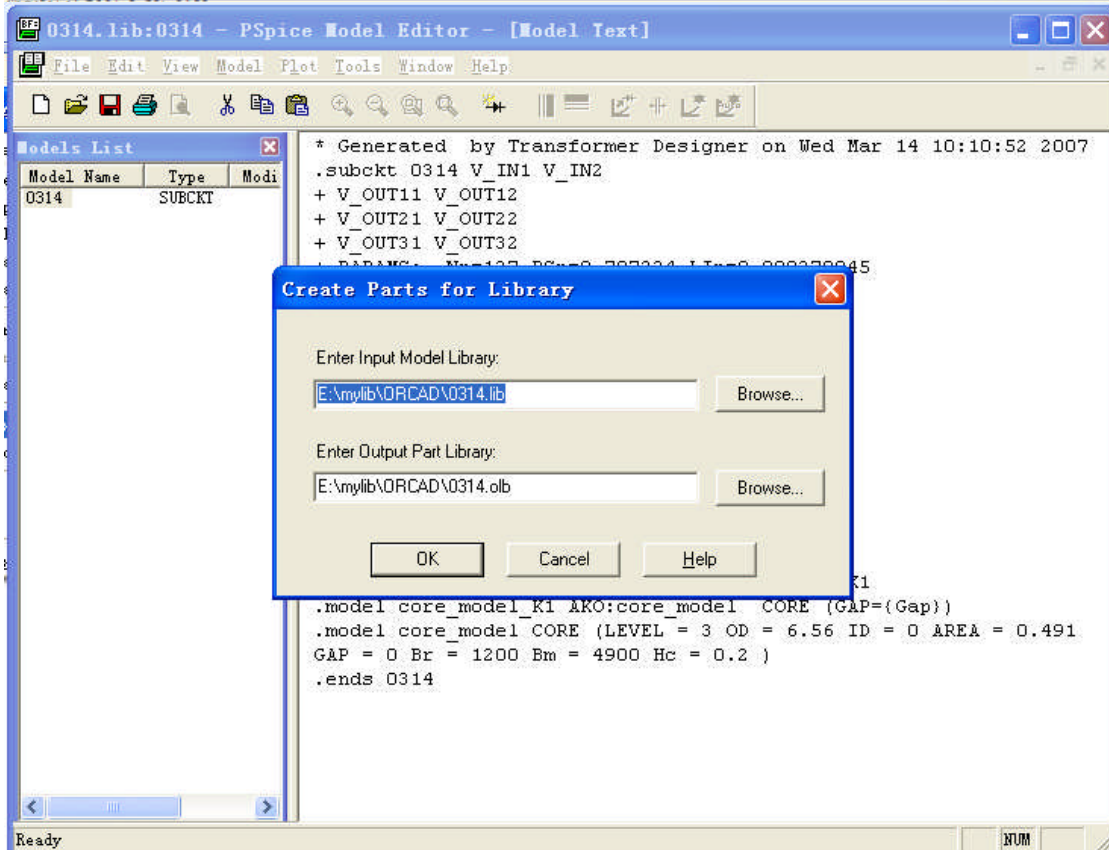 0314.lib:0314 - PSpice Model Editor - [Model Text]
File Edit View Model Plot Tools Window Help
Models List
Model Name Type Modi
0314 SUBCKT
* Generated by Transformer Designer on Wed Mar 14 10:10:52 2007
.subckt 0314 V_IN1 V_IN2
+ V_OUT11 V_OUT12
+ V_OUT21 V_OUT22
+ V_OUT31 V_OUT32
Create Parts for Library
Enter Input Model Library:
E:\mylib\ORCAD\0314.lib
Browse...
Enter Output Part Library:
E:\mylib\ORCAD\0314.olb
Browse...
OK Cancel Help
.model core_model_K1 AKO:core_model CORE (GAP={Gap})
.model core_model CORE (LEVEL = 3 OD = 6.56 ID = 0 AREA = 0.491
GAP = 0 Br = 1200 Bm = 4900 Hc = 0.2 )
.ends 0314
Ready
NUM